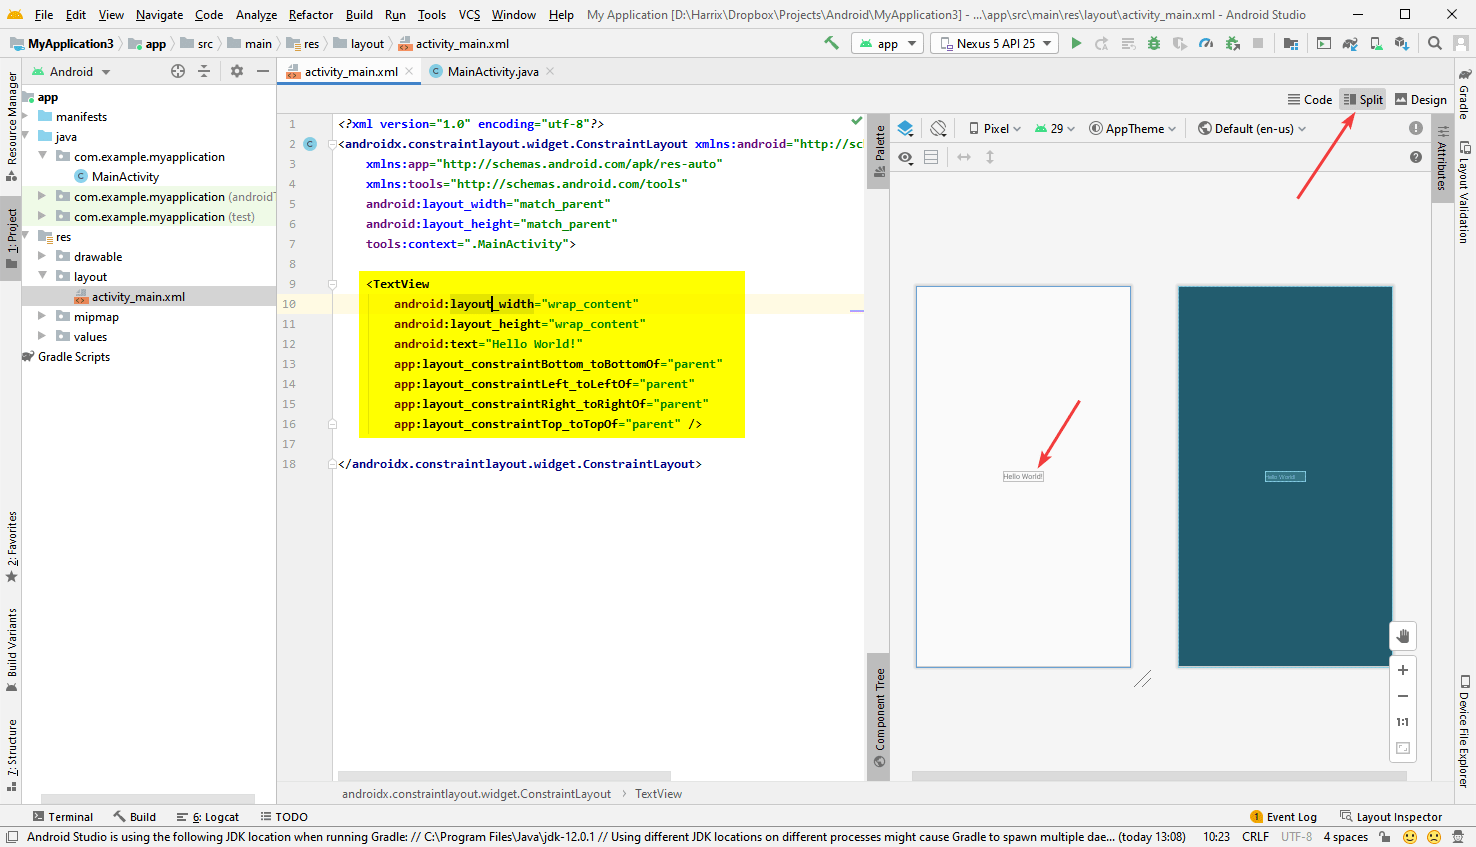 File Edit View Navigate Code Analyze Refactor Build Run Tools VCS Window Help My Application [D:\Harrix\Dropbox\Projects\Android\MyApplication3] - ...\app\src\main\res\layout\activity_main.xml - Android Studio
MyApplication3 app src main res layout activity_main.xml app Nexus 5 API 25
Android activity_main.xml MainActivity.java
Code Split Design
Resource Manager
1: Project
2: Favorites
Build Variants
7: Structure
app
manifests
java
com.example.myapplication
MainActivity
com.example.myapplication (androidT
com.example.myapplication (test)
res
drawable
layout
activity_main.xml
mipmap
values
Gradle Scripts
1 <?xml version="1.0" encoding="utf-8"?>
2 <androidx.constraintlayout.widget.ConstraintLayout xmlns:android="http://sc
3 xmlns:app="http://schemas.android.com/apk/res-auto"
4 xmlns:tools="http://schemas.android.com/tools"
5 android:layout_width="match_parent"
6 android:layout_height="match_parent"
7 tools:context=".MainActivity">
8
9 <TextView
10 android:layout_width="wrap_content"
11 android:layout_height="wrap_content"
12 android:text="Hello World!"
13 app:layout_constraintBottom_toBottomOf="parent"
14 app:layout_constraintLeft_toLeftOf="parent"
15 app:layout_constraintRight_toRightOf="parent"
16 app:layout_constraintTop_toTopOf="parent" />
17
18 </androidx.constraintlayout.widget.ConstraintLayout>
Palette
Component Tree
Pixel 29 AppTheme Default (en-us)
Hello World!
Hello World!
1:1
Attributes
Gradle
Layout Validation
Device File Explorer
androidx.constraintlayout.widget.ConstraintLayout › TextView
Terminal Build 6: Logcat TODO 1 Event Log Layout Inspector
Android Studio is using the following JDK location when running Gradle: // C:\Program Files\Java\jdk-12.0.1 // Using different JDK locations on different processes might cause Gradle to spawn multiple dae... (today 13:08) 10:23 CRLF UTF-8 4 spaces